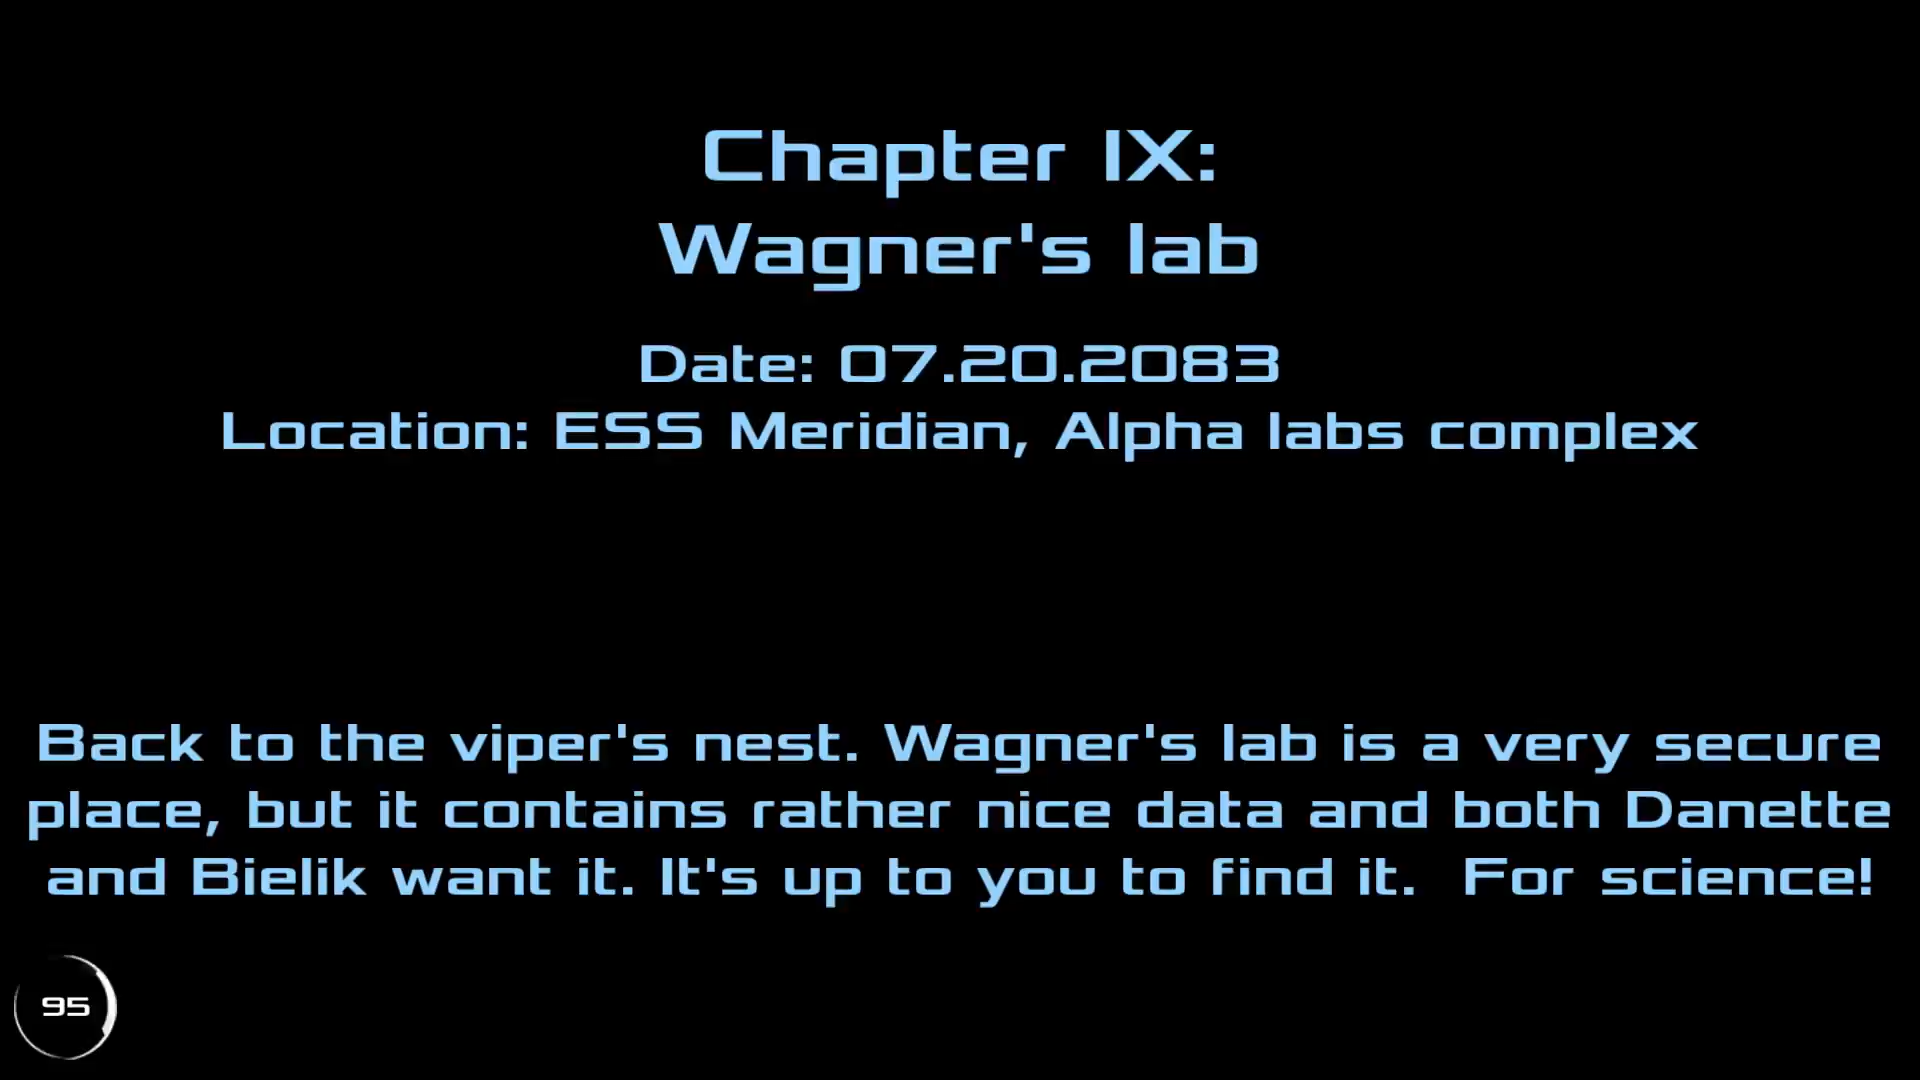 Chapter IX:
Wagner's lab
Date: 07.20.2083
Location: ESS Meridian, Alpha labs complex
Back to the viper's nest. Wagner's lab is a very secure
place, but it contains rather nice data and both Danette
and Bielik want it. It's up to you to find it.  For science!
95